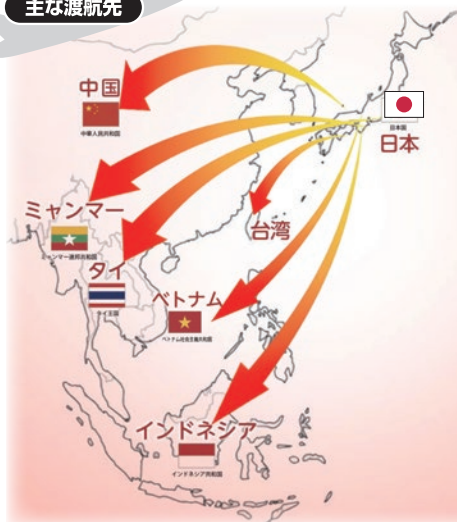 主な渡航先
中国
中華人民共和国
日本国
日本
ミャンマー
ミャンマー連邦共和国
台湾
タイ
タイ王国
ベトナム
ベトナム社会主義共和国
インドネシア
インドネシア共和国